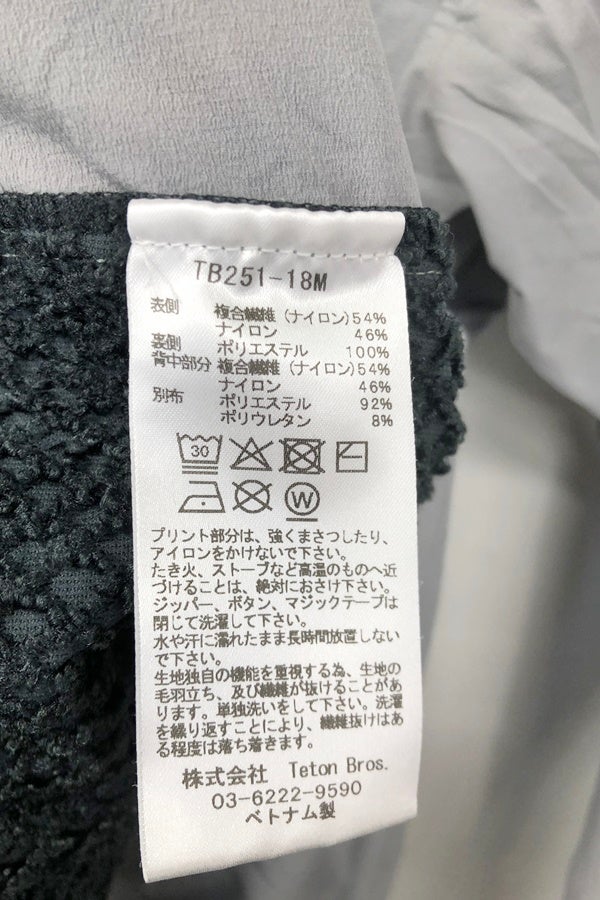 TB251-18M
表側 複合繊維（ナイロン）54%
ナイロン 46%
裏側 ポリエステル 100%
背中部分 複合繊維（ナイロン）54%
ナイロン 46%
別布 ポリエステル 92%
ポリウレタン 8%
30
W
プリント部分は、強くまさつしたり、
アイロンをかけないで下さい。
たき火、ストーブなど高温のものへ近
づけることは、絶対におさけ下さい。
ジッパー、ボタン、マジックテープは
閉じて洗濯して下さい。
水や汗に濡れたまま長時間放置しない
で下さい。
生地独自の機能を重視する為、生地の
毛羽立ち、及び繊維が抜けることがあ
ります。単独洗いをして下さい。洗濯
を繰り返すことにより、繊維抜けはあ
る程度は落ち着きます。
株式会社 Teton Bros.
03-6222-9590
ベトナム製